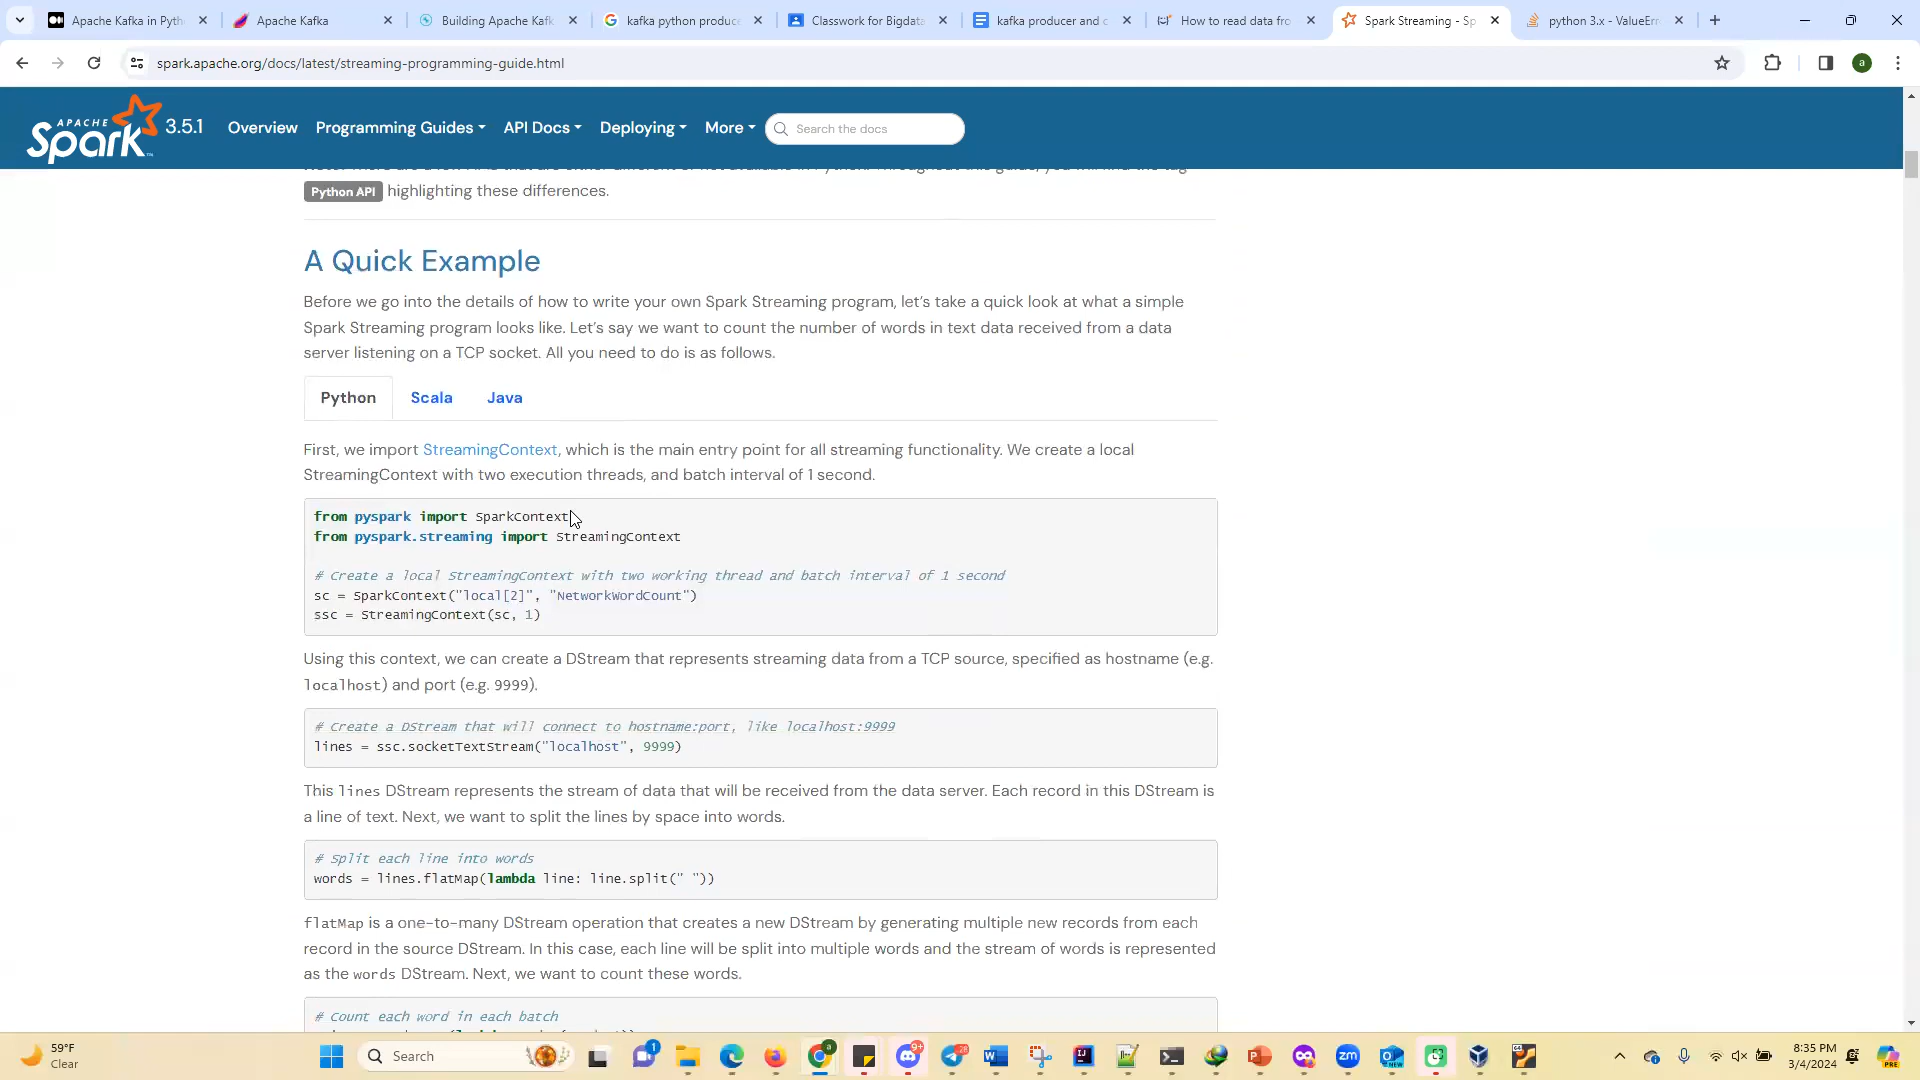 Apache Kafka in Pyth
Apache Kafka
Building Apache Kafk
kafka python produce
Classwork for Bigdata
kafka producer and c
How to read data fro
Spark Streaming - Sp
python 3.x - ValueErr
spark.apache.org/docs/latest/streaming-programming-guide.html
a
APACHE Spark 3.5.1
Overview
Programming Guides
API Docs
Deploying
More
Search the docs
Python API highlighting these differences.
A Quick Example
Before we go into the details of how to write your own Spark Streaming program, let’s take a quick look at what a simple
Spark Streaming program looks like. Let’s say we want to count the number of words in text data received from a data
server listening on a TCP socket. All you need to do is as follows.
Python Scala Java
First, we import StreamingContext, which is the main entry point for all streaming functionality. We create a local
StreamingContext with two execution threads, and batch interval of 1 second.
from pyspark import SparkContext
from pyspark.streaming import StreamingContext
# Create a local StreamingContext with two working thread and batch interval of 1 second
sc = SparkContext("local[2]", "NetworkWordCount")
ssc = StreamingContext(sc, 1)
Using this context, we can create a DStream that represents streaming data from a TCP source, specified as hostname (e.g.
localhost) and port (e.g. 9999).
# Create a DStream that will connect to hostname:port, like localhost:9999
lines = ssc.socketTextStream("localhost", 9999)
This lines DStream represents the stream of data that will be received from the data server. Each record in this DStream is
a line of text. Next, we want to split the lines by space into words.
# Split each line into words
words = lines.flatMap(lambda line: line.split(" "))
flatMap is a one-to-many DStream operation that creates a new DStream by generating multiple new records from each
record in the source DStream. In this case, each line will be split into multiple words and the stream of words is represented
as the words DStream. Next, we want to count these words.
# Count each word in each batch
59°F
Clear
Search
8:35 PM
3/4/2024